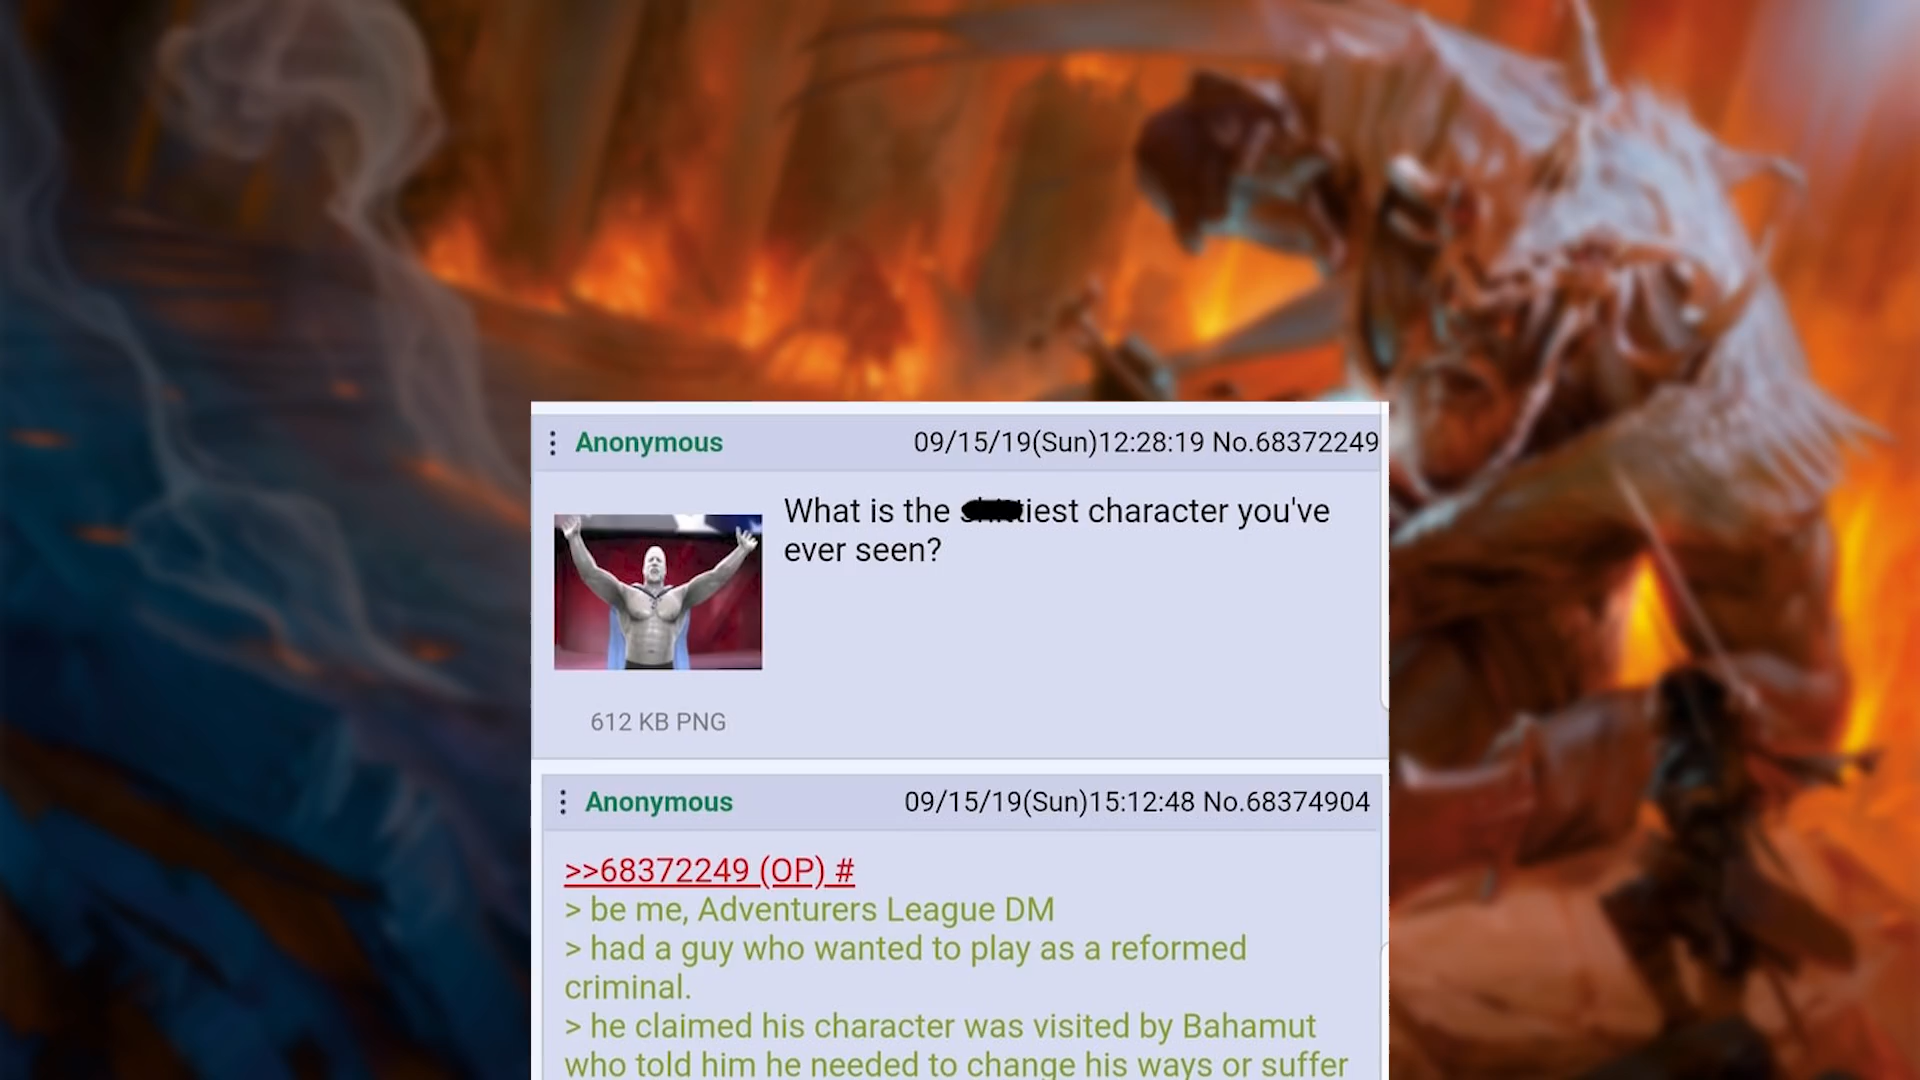 Anonymous 09/15/19(Sun)12:28:19 No.68372249
What is the tiest character you've
ever seen?
612 KB PNG
Anonymous 09/15/19(Sun)15:12:48 No.68374904
>>68372249 (OP) #
> be me, Adventurers League DM
> had a guy who wanted to play as a reformed
criminal.
> he claimed his character was visited by Bahamut
who told him he needed to change his ways or suffer